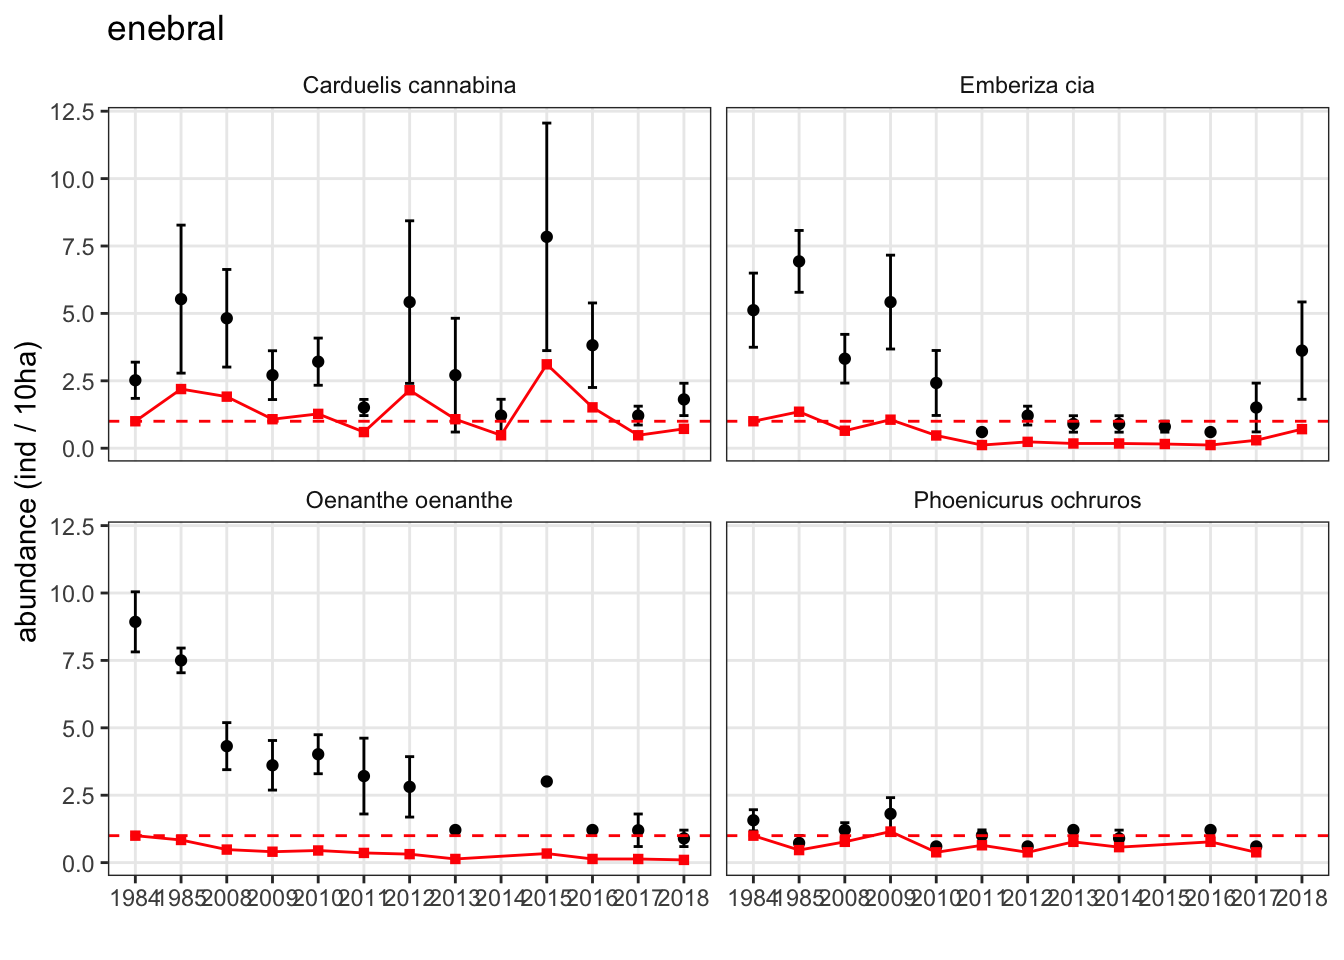 enebral
Carduelis cannabina
Emberiza cia
12.5
10.0
7.5
5.0
2.5
0.0
abundance (ind / 10ha)
Oenanthe oenanthe
Phoenicurus ochruros
12.5
10.0
7.5
5.0
2.5
0.0
1984 1985 2008 2009 2010 2011 2012 2013 2014 2015 2016 2017 2018
1984 1985 2008 2009 2010 2011 2012 2013 2014 2015 2016 2017 2018